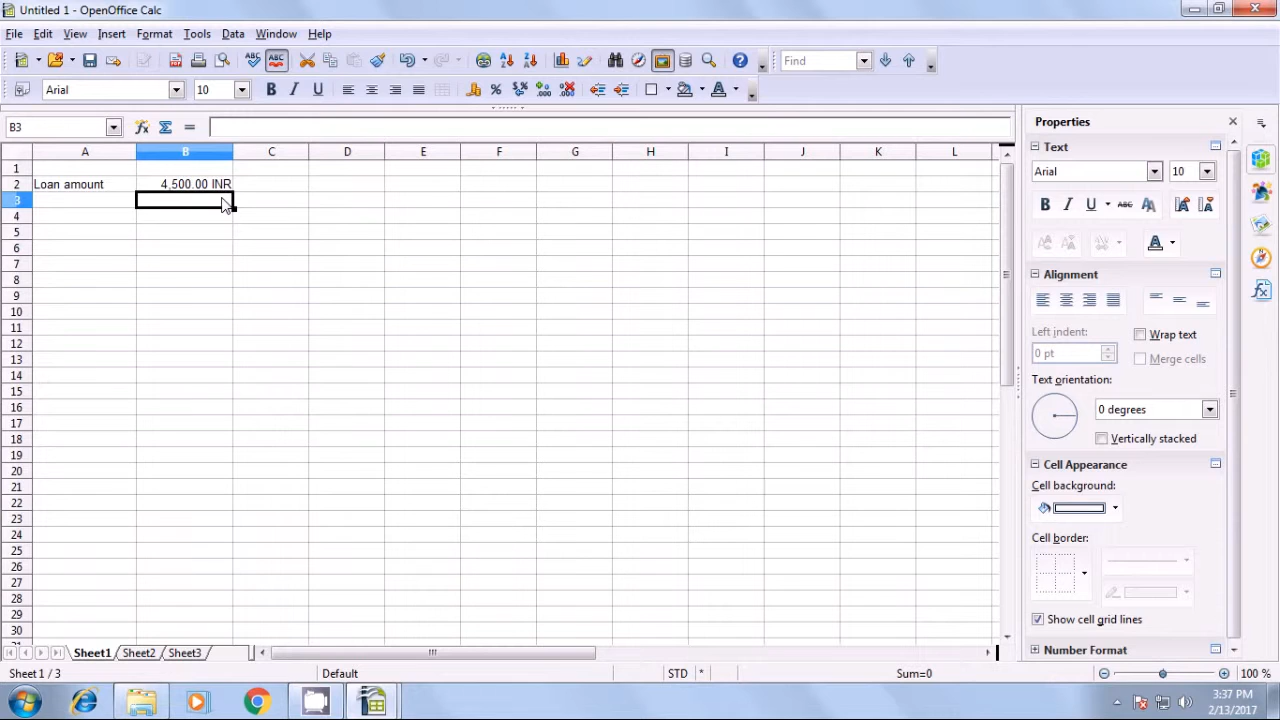 Untitled 1 - OpenOffice Calc
File Edit View Insert Format Tools Data Window Help
ABC ABC Find
Arial 10 B I U
B3
A B C D E F G H I J K L
1
2 Loan amount 4,500.00 INR
3
4
5
6
7
8
9
10
11
12
13
14
15
16
17
18
19
20
21
22
23
24
25
26
27
28
29
30
Properties
Text
Arial 10
B I U ABC
Alignment
Left indent: Wrap text
0 pt Merge cells
Text orientation:
0 degrees
Vertically stacked
Cell Appearance
Cell background:
Cell border:
Show cell grid lines
Number Format
Sheet1 Sheet2 Sheet3
Sheet 1 / 3 Default STD * Sum=0 100 %
3:37 PM
2/13/2017